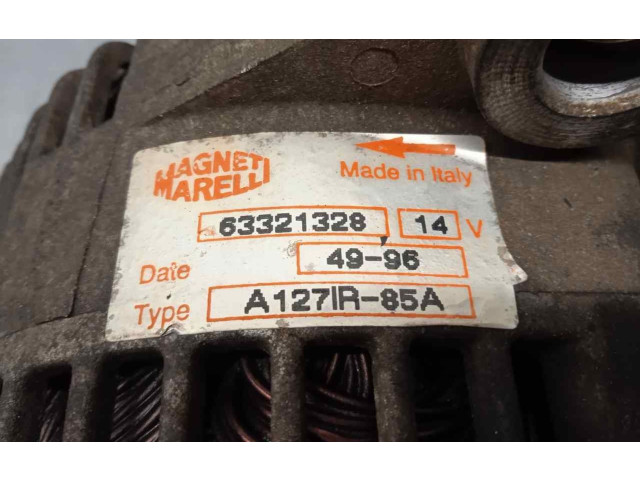 MAGNETI MARELLI
Made in Italy
63321328 14 V
Date 49-96
Type A127IR-85A